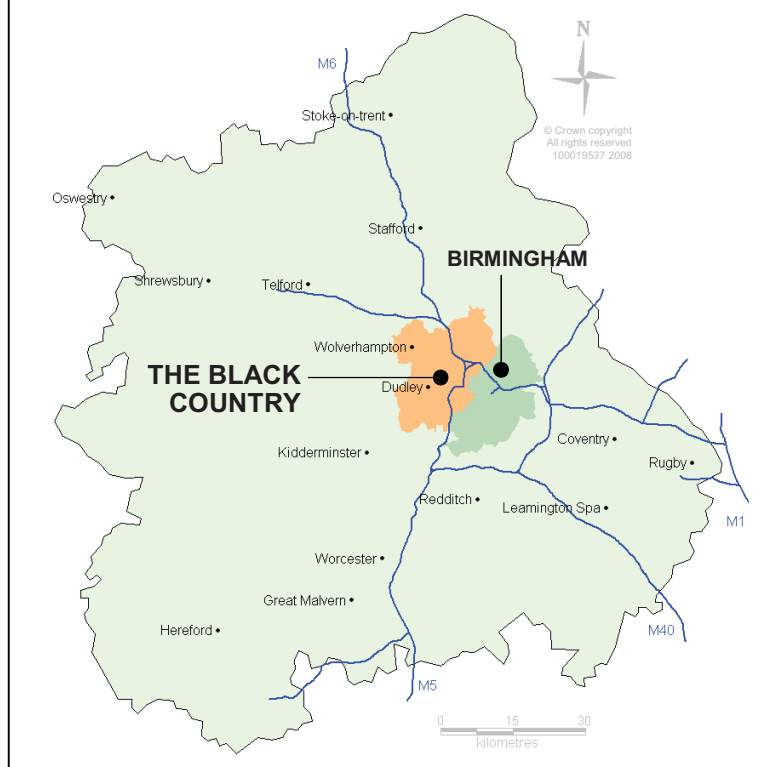 N
M6
Stoke-on-trent
© Crown copyright
All rights reserved
100019537 2008
Oswestry
Stafford
BIRMINGHAM
Shrewsbury
Telford
Wolverhampton
THE BLACK
COUNTRY
Dudley
Kidderminster
Coventry
Rugby
Redditch
Leamington Spa
M1
Worcester
Great Malvern
Hereford
M40
M5
0 15 30
kilometres